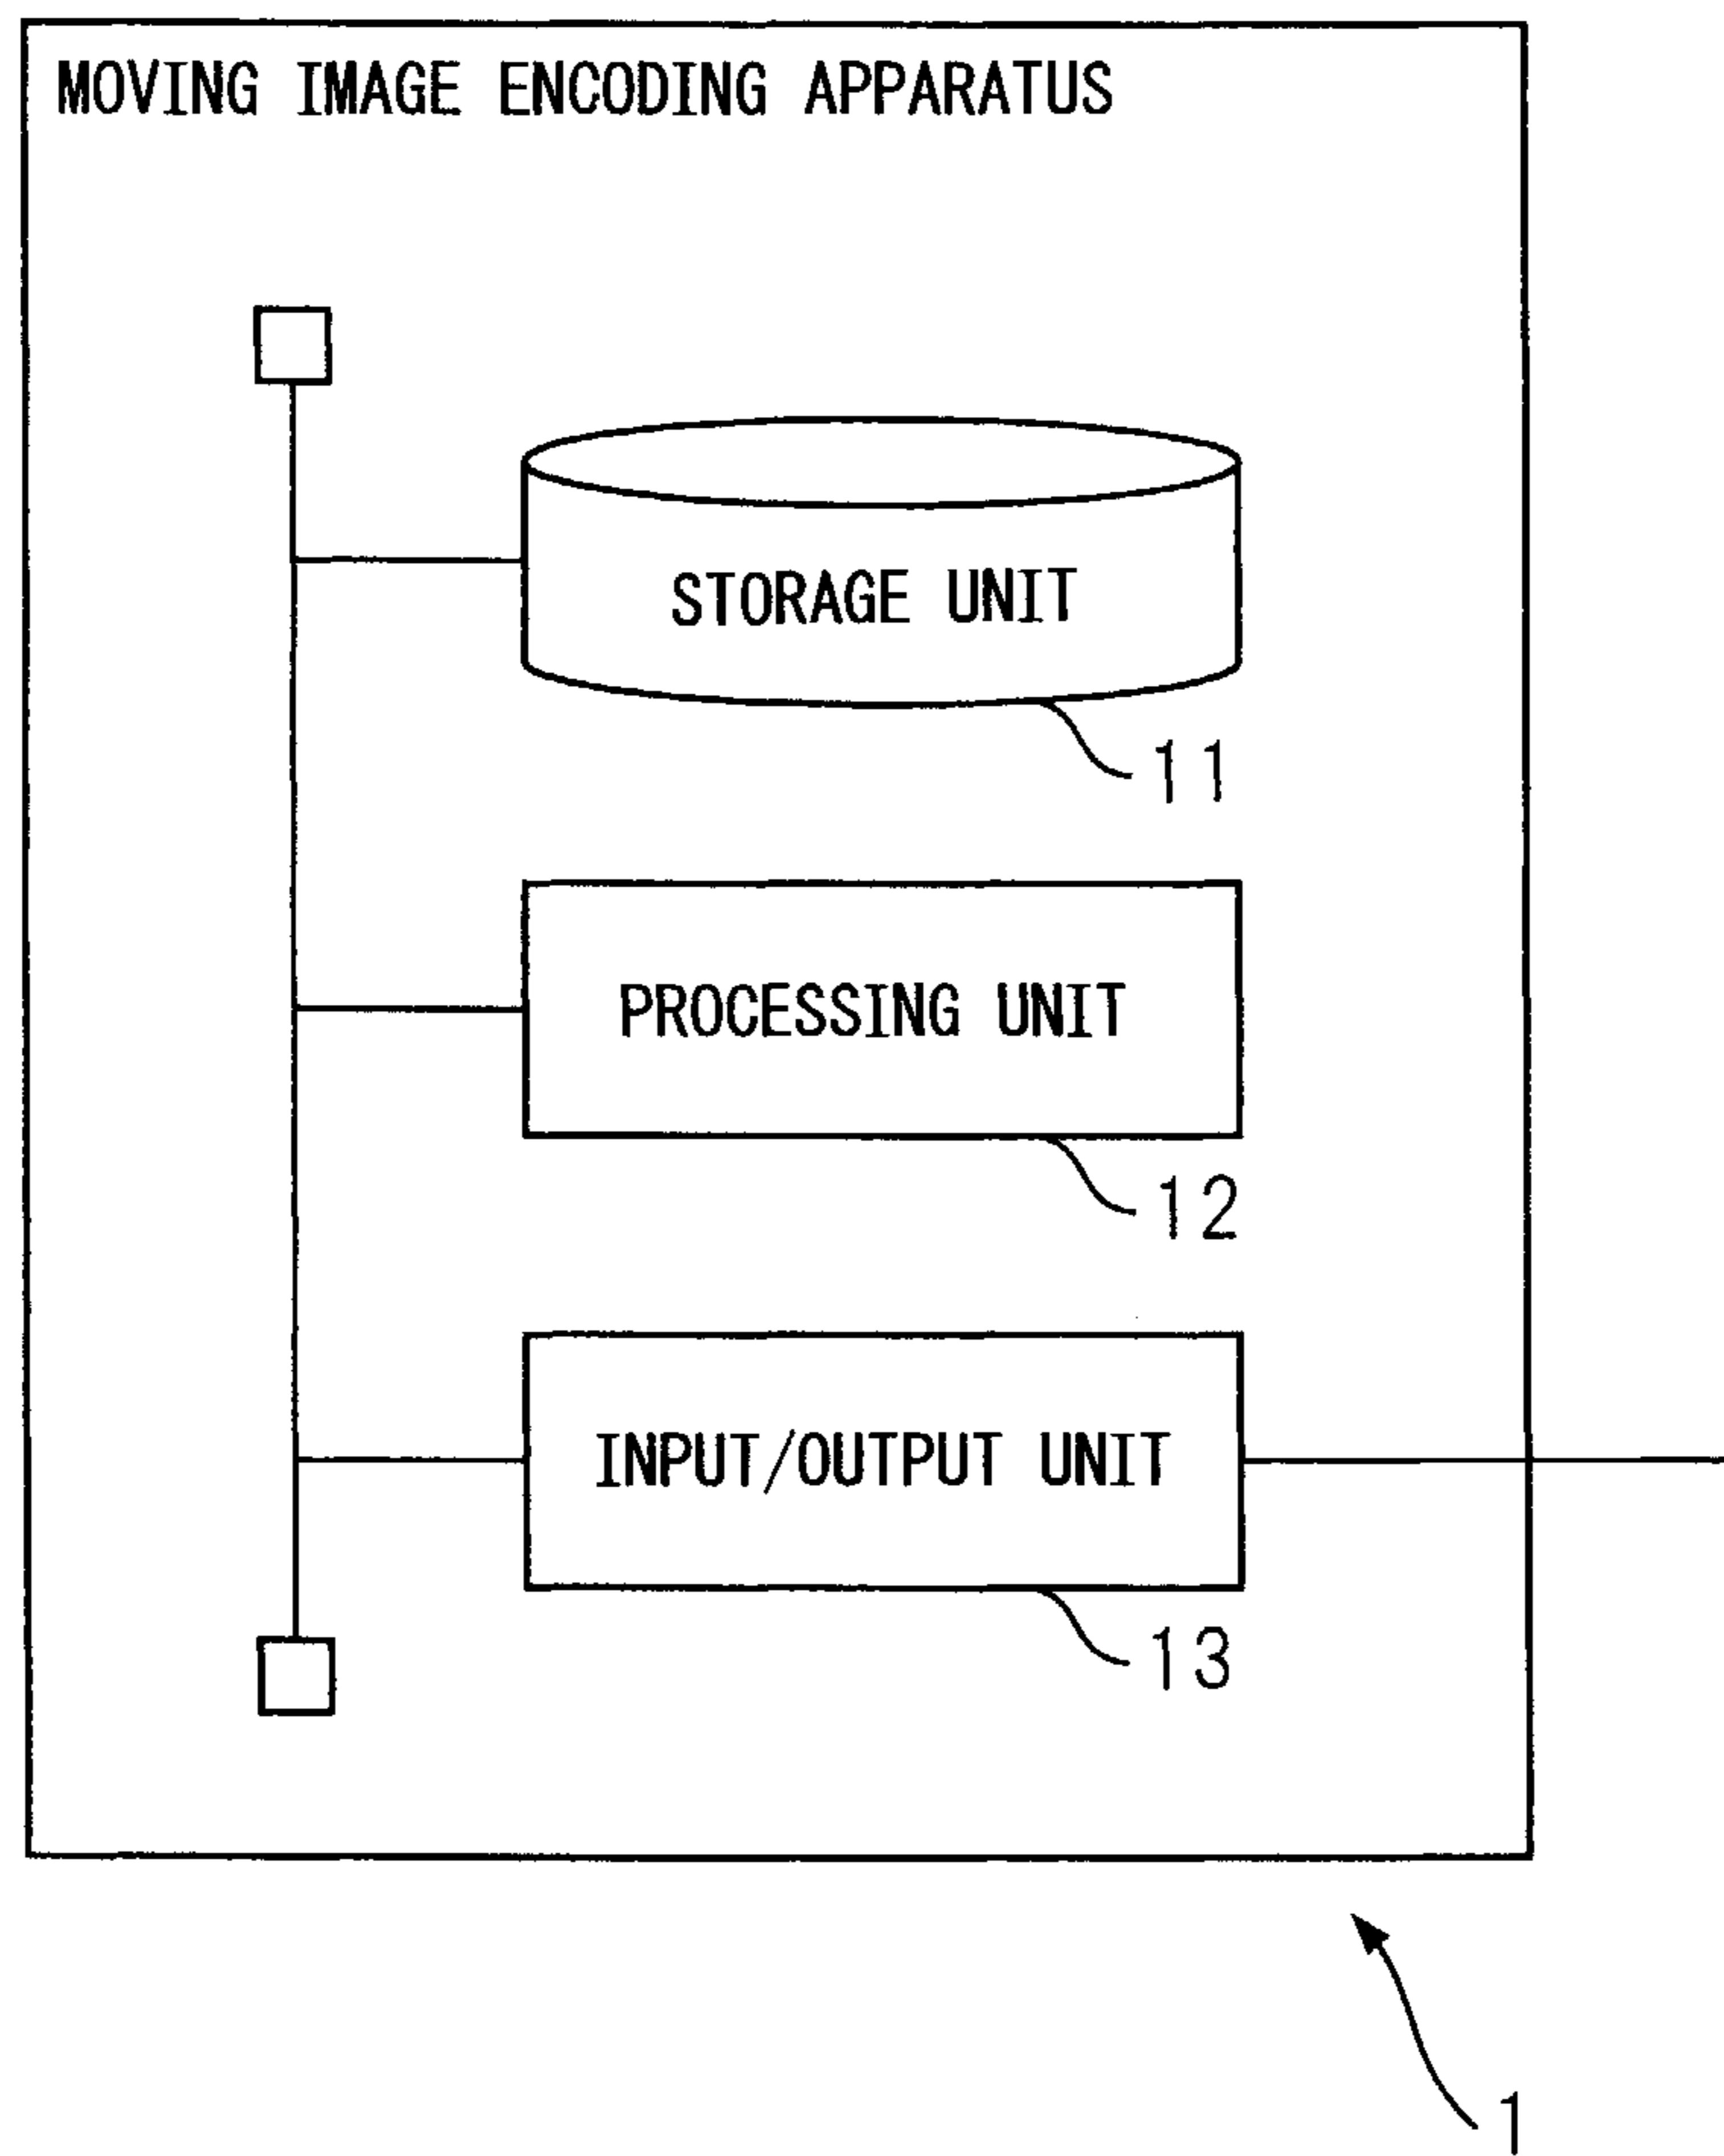 MOVING IMAGE ENCODING APPARATUS
STORAGE UNIT
11
PROCESSING UNIT
12
INPUT/OUTPUT UNIT
13
1